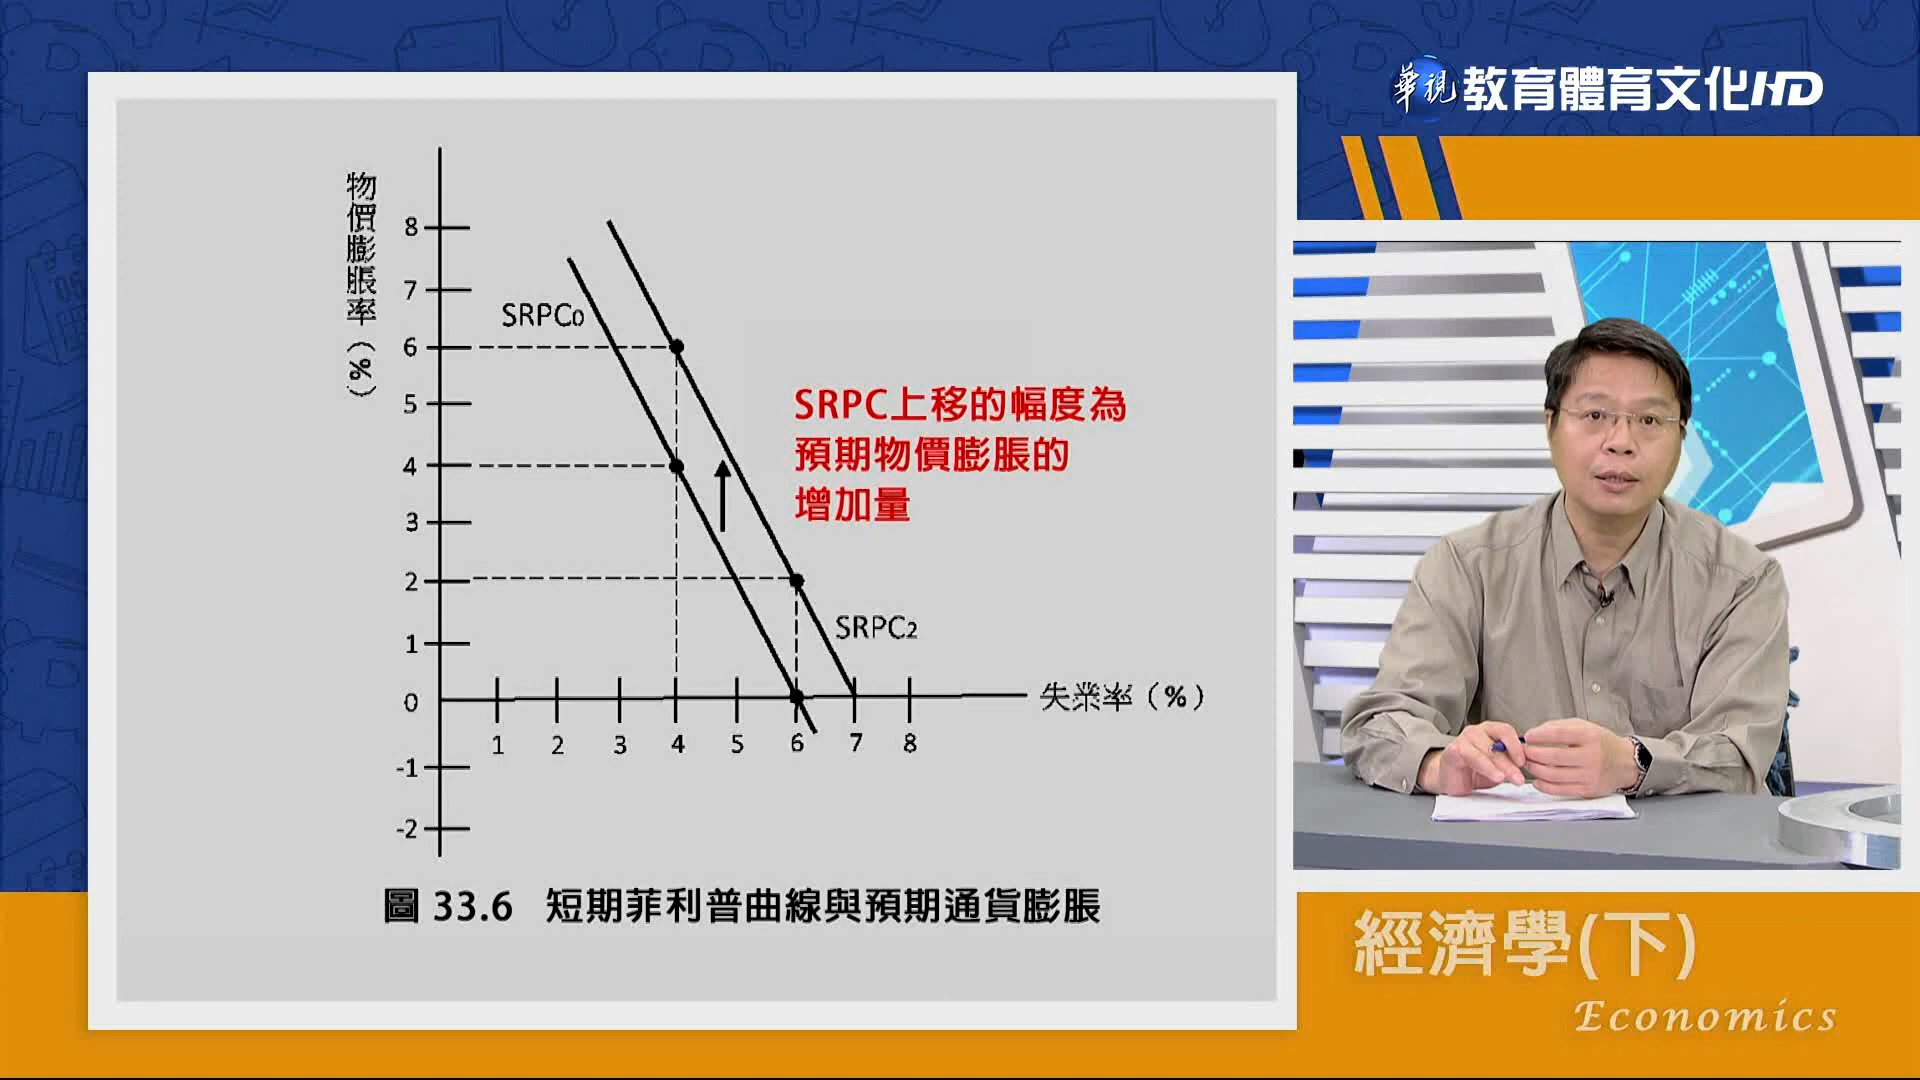 華視 教育體育文化HD
物價膨脹率（%）
8
7
6
5
4
3
2
1
0
-1
-2
SRPC0
SRPC上移的幅度為
預期物價膨脹的
增加量
SRPC2
失業率（%）
1 2 3 4 5 6 7 8
圖 33.6 短期菲利普曲線與預期通貨膨脹
經濟學(下)
Economics